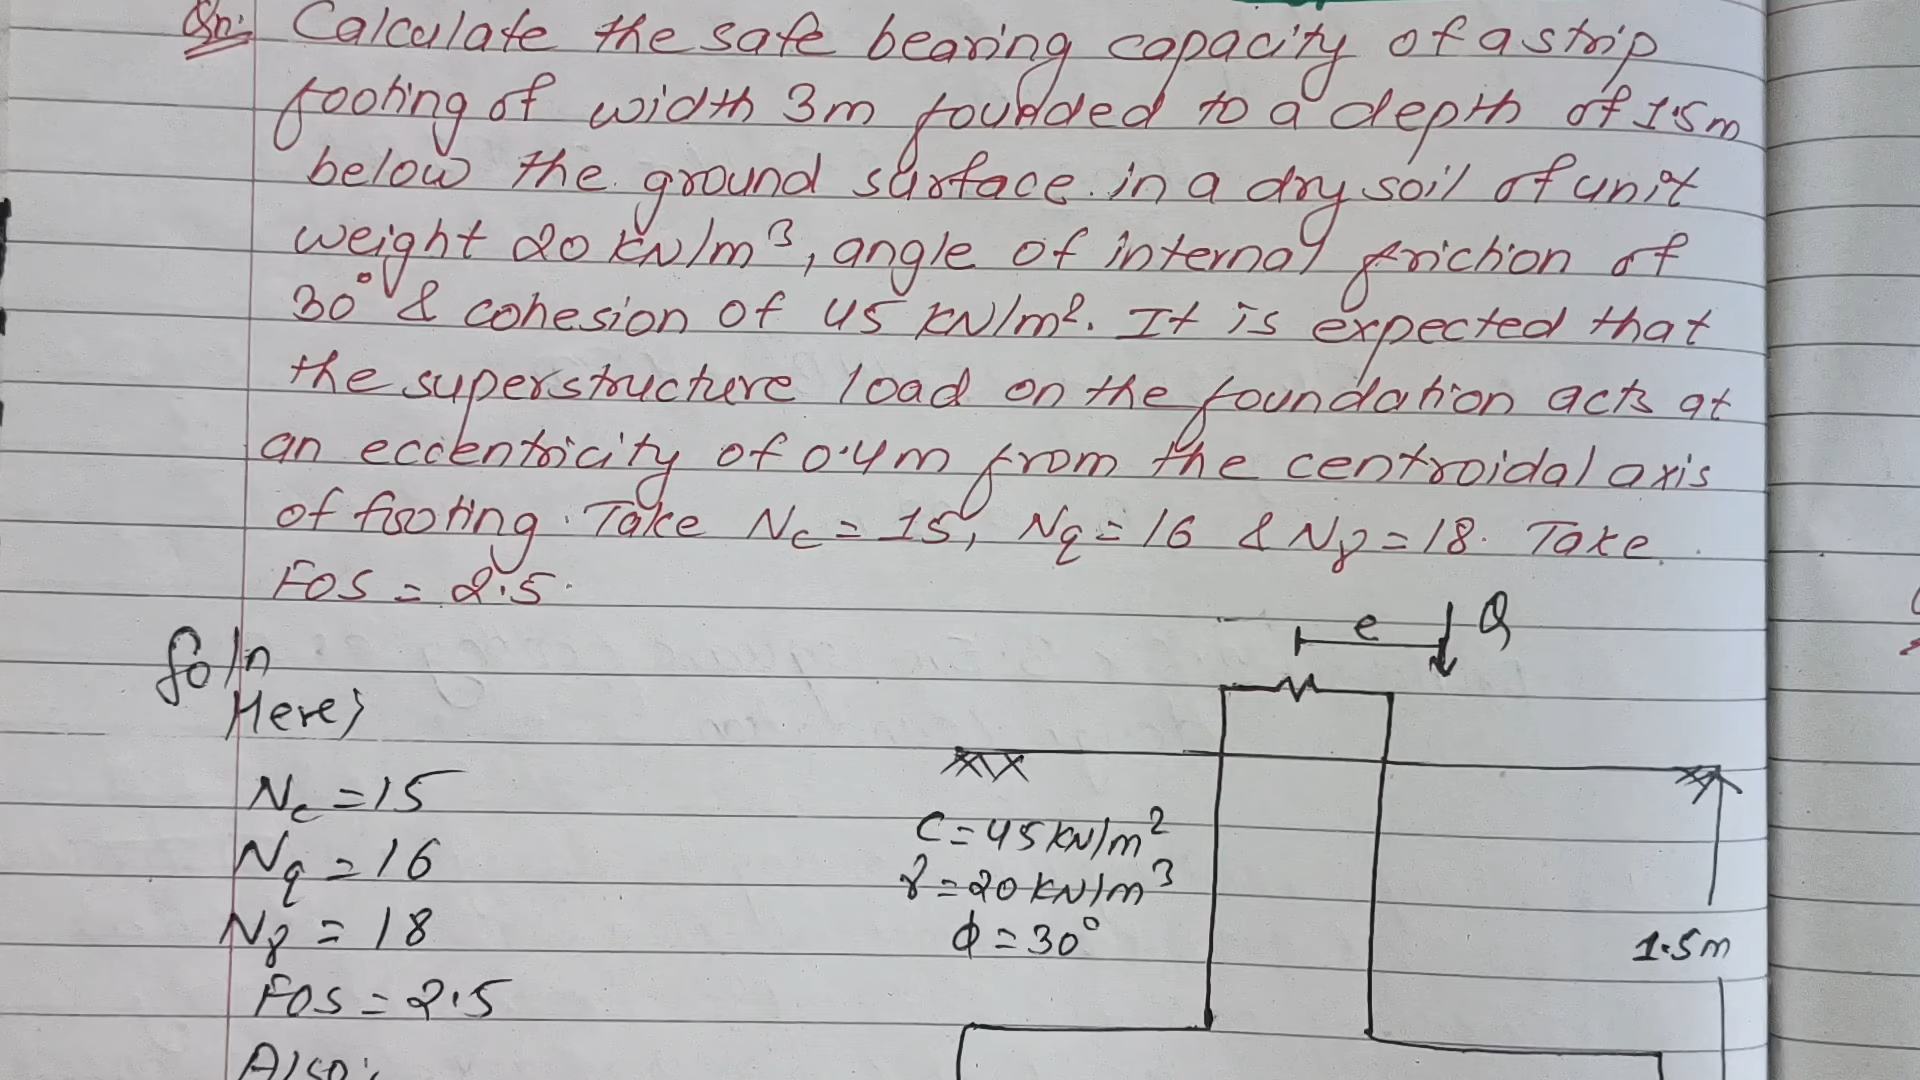 Qn: Calculate the safe bearing capacity of a strip
footing of width 3m founded to a depth of 1.5m
below the ground surface in a dry soil of unit
weight 20 kN/m³, angle of internal friction of
30° & cohesion of 45 kN/m². It is expected that
the superstructure load on the foundation acts at
an eccentricity of 0.4m from the centroidal axis
of footing. Take Nc = 15, Nq = 16 & Nγ = 18. Take
FOS = 2.5.
e
Q
Soln
Here,
Nc = 15
Nq = 16
Nγ = 18
FOS = 2.5
Also,
C = 45 kN/m²
γ = 20 kN/m³
ϕ = 30°
1.5m